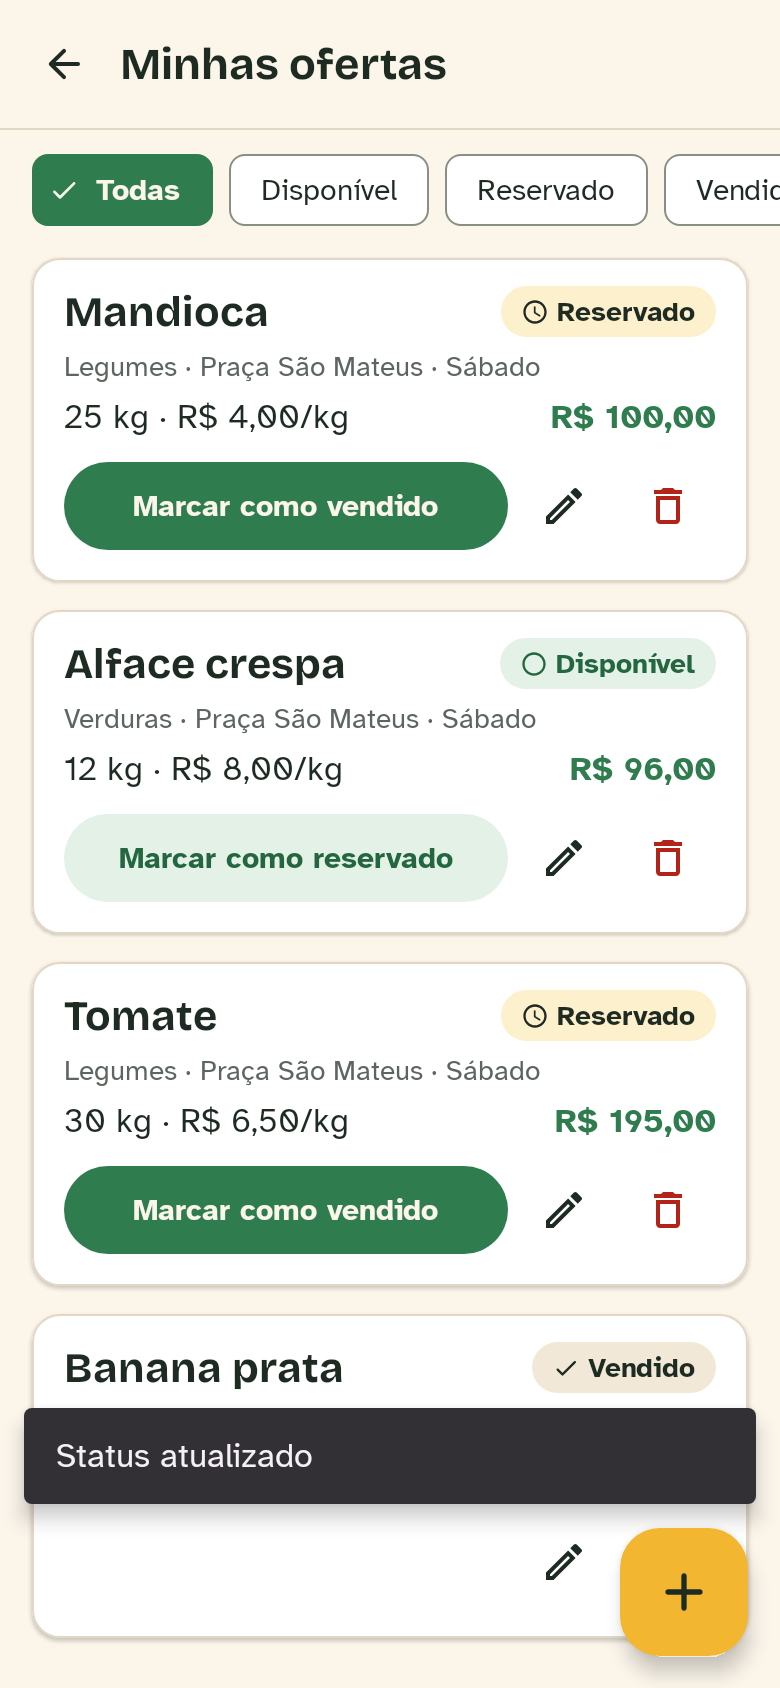 Minhas ofertas
Todas
Disponível
Reservado
Mandioca
Reservado
Legumes · Praça São Mateus · Sábado
25 kg · R$ 4,00/kg
R$ 100,00
Marcar como vendido
Alface crespa
Disponível
Verduras · Praça São Mateus · Sábado
12 kg · R$ 8,00/kg
R$ 96,00
Marcar como reservado
Tomate
Reservado
Legumes · Praça São Mateus · Sábado
30 kg · R$ 6,50/kg
R$ 195,00
Marcar como vendido
Banana prata
Vendido
Status atualizado